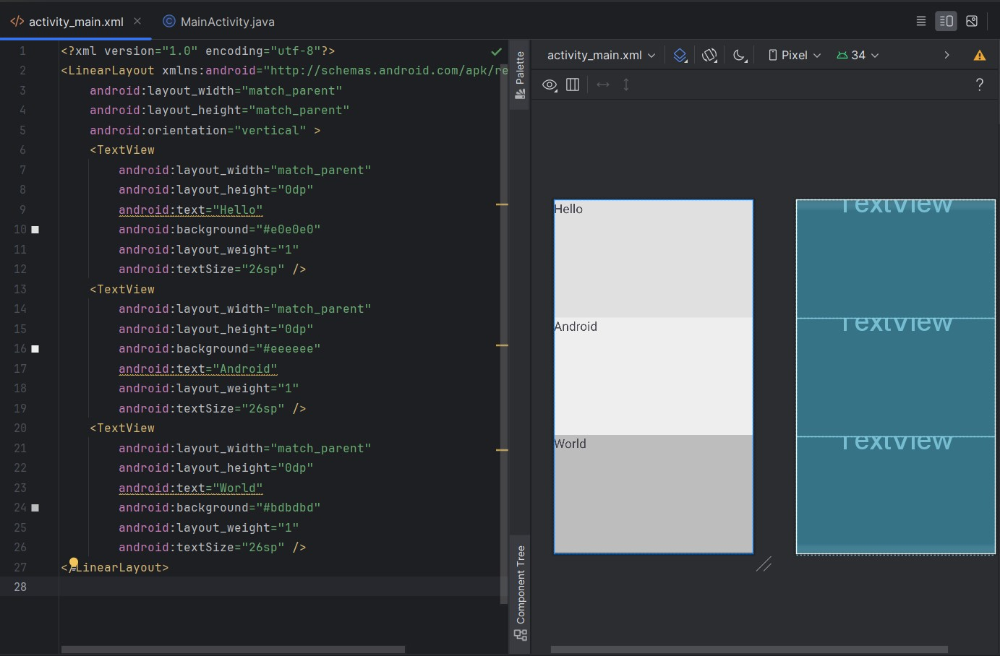 activity_main.xml
MainActivity.java
1 <?xml version="1.0" encoding="utf-8"?>
2 <LinearLayout xmlns:android="http://schemas.android.com/apk/re
3 android:layout_width="match_parent"
4 android:layout_height="match_parent"
5 android:orientation="vertical" >
6 <TextView
7 android:layout_width="match_parent"
8 android:layout_height="0dp"
9 android:text="Hello"
10 android:background="#e0e0e0"
11 android:layout_weight="1"
12 android:textSize="26sp" />
13 <TextView
14 android:layout_width="match_parent"
15 android:layout_height="0dp"
16 android:background="#eeeeee"
17 android:text="Android"
18 android:layout_weight="1"
19 android:textSize="26sp" />
20 <TextView
21 android:layout_width="match_parent"
22 android:layout_height="0dp"
23 android:text="World"
24 android:background="#bdbdbd"
25 android:layout_weight="1"
26 android:textSize="26sp" />
27 </LinearLayout>
28
Palette
Component Tree
activity_main.xml
Pixel
34
?
Hello
Android
World
TextView
TextView
TextView